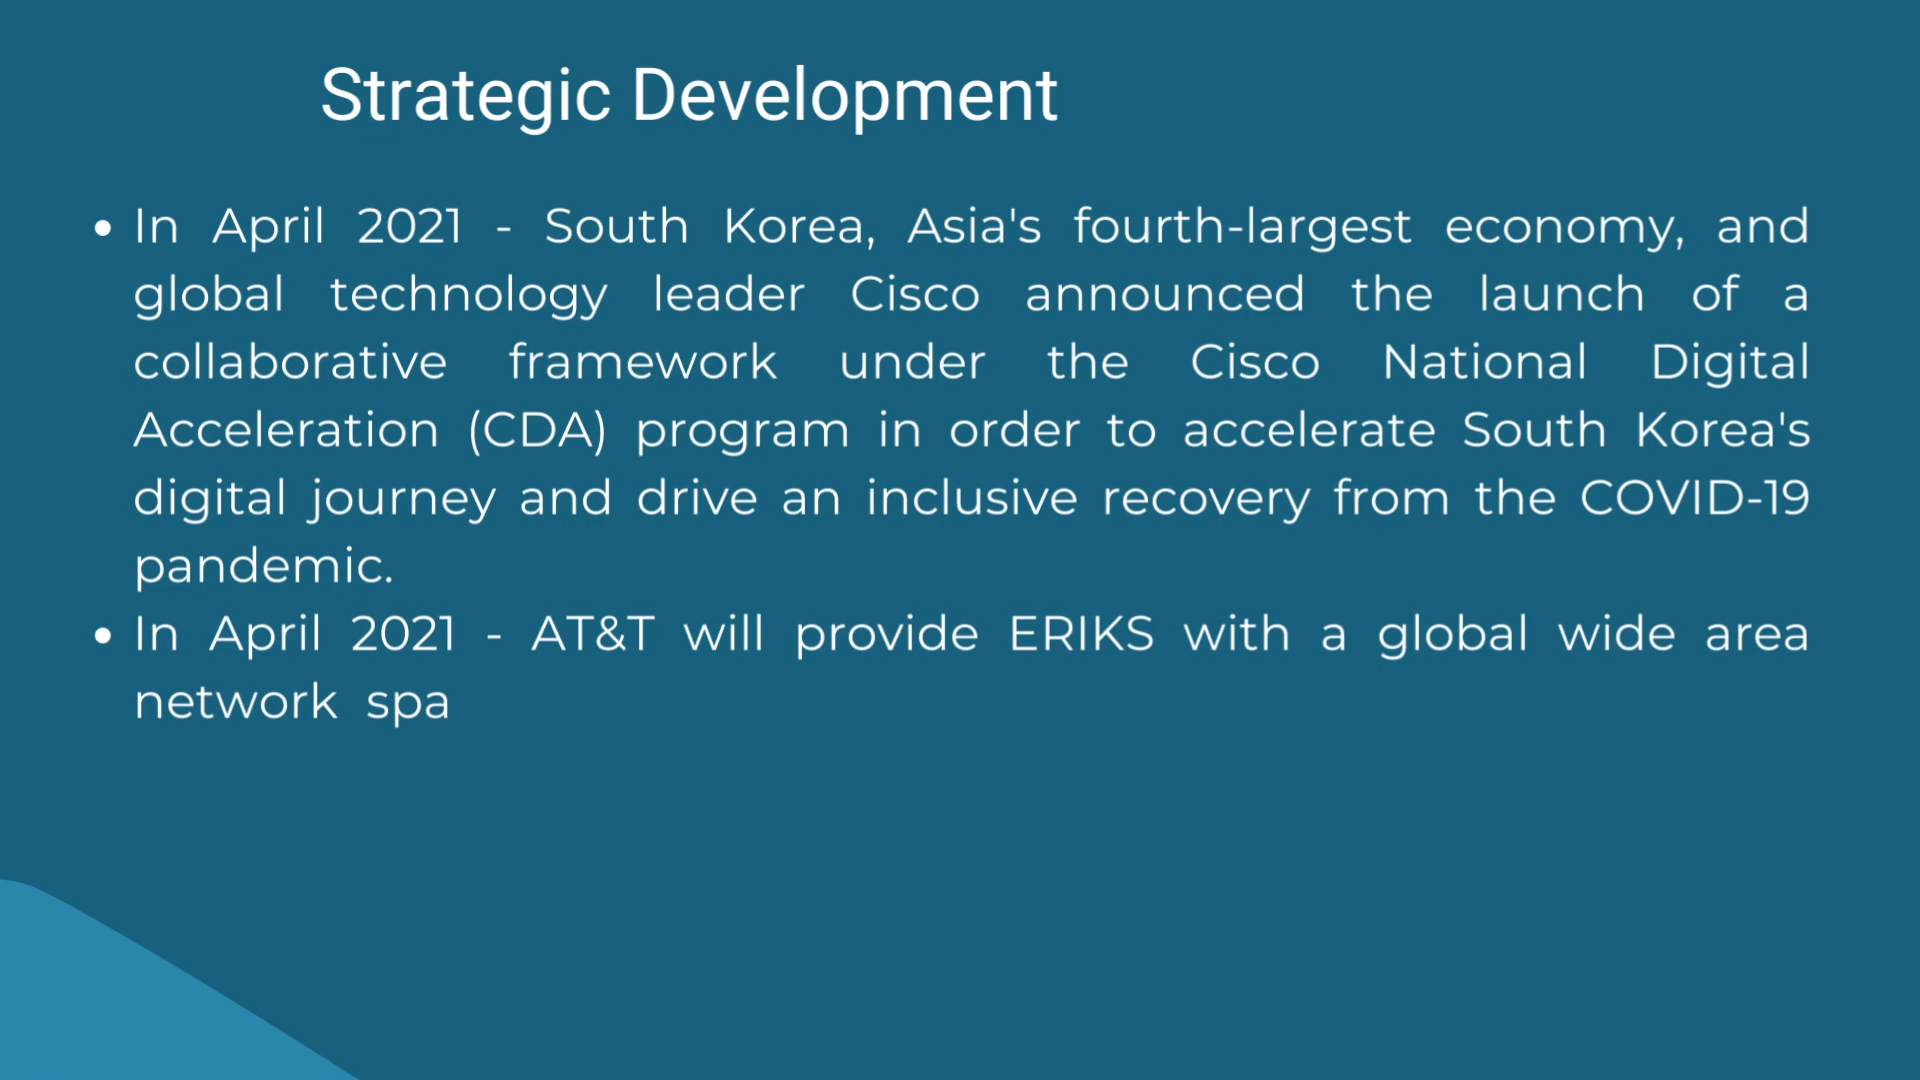 Strategic Development
• In April 2021 - South Korea, Asia's fourth-largest economy, and
global technology leader Cisco announced the launch of a
collaborative framework under the Cisco National Digital
Acceleration (CDA) program in order to accelerate South Korea's
digital journey and drive an inclusive recovery from the COVID-19
pandemic.
• In April 2021 - AT&T will provide ERIKS with a global wide area
network spa